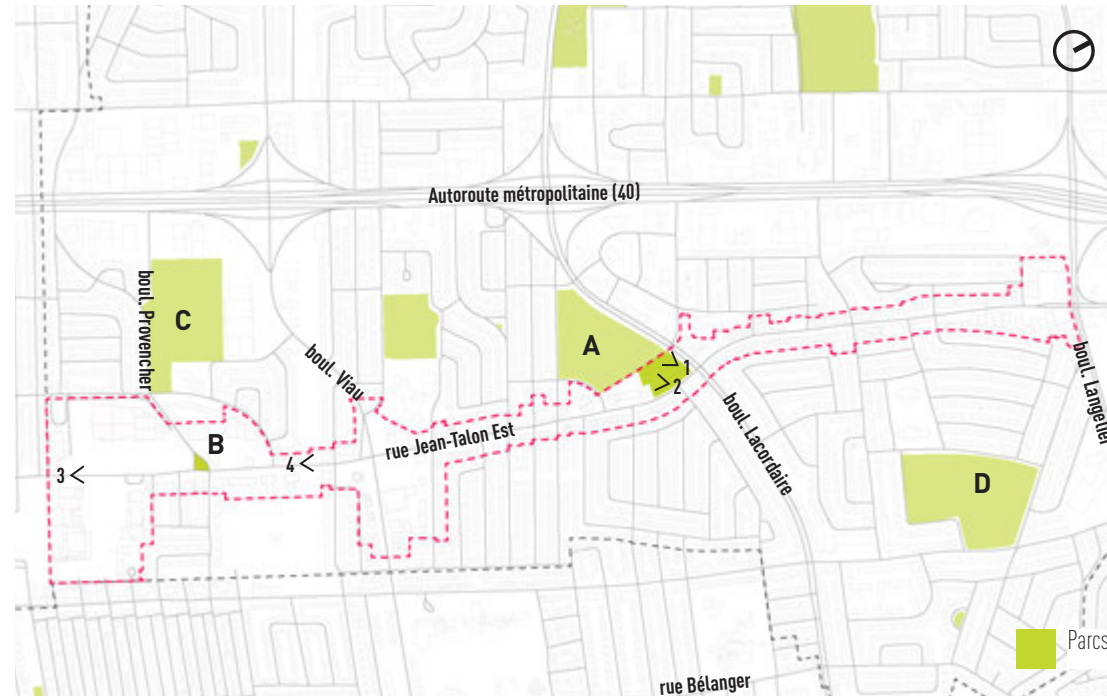 Autoroute métropolitaine (40)
boul. Provencher
C
A
boul. Viau
1
2
boul. Langelier
B
rue Jean-Talon Est
boul. Lacordaire
3
4
D
Parcs
rue Bélanger